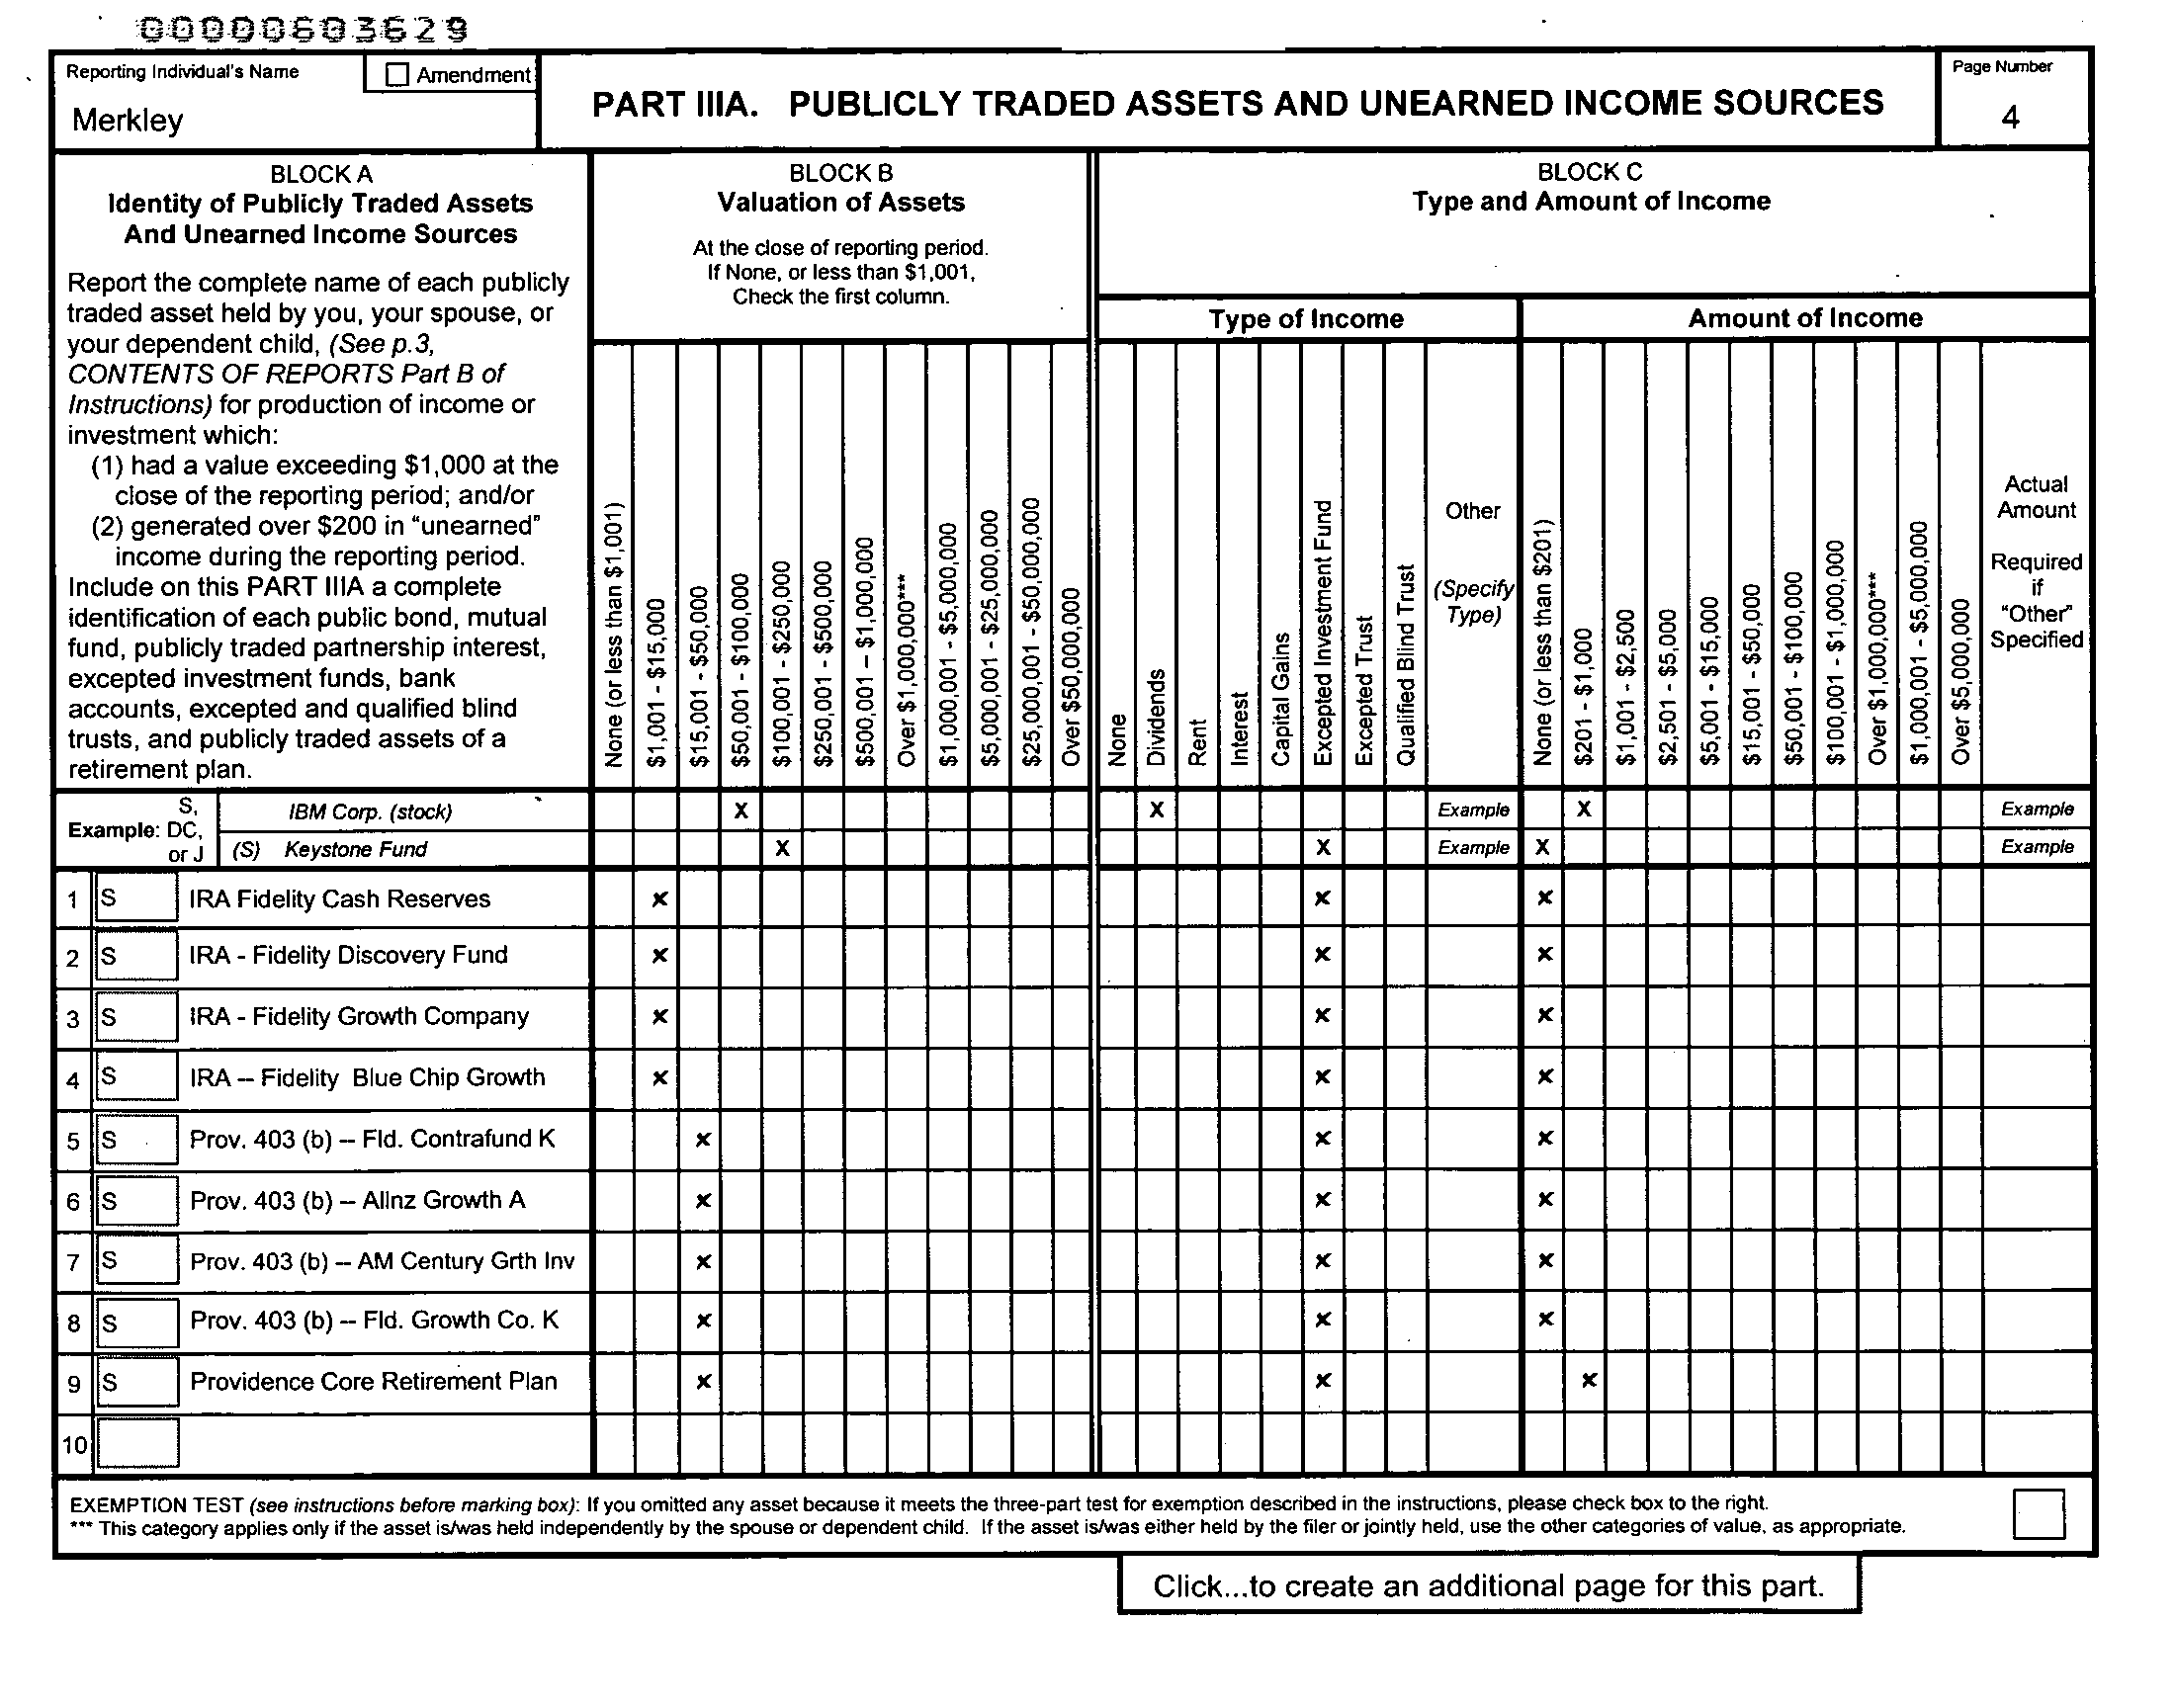 00000603629
Reporting Individual's Name
Amendment
Merkley
PART IIIA. PUBLICLY TRADED ASSETS AND UNEARNED INCOME SOURCES
Page Number
4
BLOCK A
Identity of Publicly Traded Assets
And Unearned Income Sources
Report the complete name of each publicly
traded asset held by you, your spouse, or
your dependent child, (See p.3,
CONTENTS OF REPORTS Part B of
Instructions) for production of income or
investment which:
(1) had a value exceeding $1,000 at the
close of the reporting period; and/or
(2) generated over $200 in "unearned"
income during the reporting period.
Include on this PART IIIA a complete
identification of each public bond, mutual
fund, publicly traded partnership interest,
excepted investment funds, bank
accounts, excepted and qualified blind
trusts, and publicly traded assets of a
retirement plan.
BLOCK B
Valuation of Assets
At the close of reporting period.
If None, or less than $1,001,
Check the first column.
None (or less than $1,001)
$1,001 - $15,000
$15,001 - $50,000
$50,001 - $100,000
$100,001 - $250,000
$250,001 - $500,000
$500,001 – $1,000,000
Over $1,000,000***
$1,000,001 - $5,000,000
$5,000,001 - $25,000,000
$25,000,001 - $50,000,000
Over $50,000,000
BLOCK C
Type and Amount of Income
Type of Income
None
Dividends
Rent
Interest
Capital Gains
Excepted Investment Fund
Excepted Trust
Qualified Blind Trust
Other
(Specify
Type)
Amount of Income
None (or less than $201)
$201 - $1,000
$1,001 - $2,500
$2,501 - $5,000
$5,001 - $15,000
$15,001 - $50,000
$50,001 - $100,000
$100,001 - $1,000,000
Over $1,000,000***
$1,000,001 - $5,000,000
Over $5,000,000
Actual
Amount
Required
if
"Other"
Specified
Example: S, DC, or J
IBM Corp. (stock) X X Example X Example
(S) Keystone Fund X X Example X Example
1 S IRA Fidelity Cash Reserves x x x
2 S IRA - Fidelity Discovery Fund x x x
3 S IRA - Fidelity Growth Company x x x
4 S IRA – Fidelity Blue Chip Growth x x x
5 S Prov. 403 (b) – Fld. Contrafund K x x x
6 S Prov. 403 (b) – Allnz Growth A x x x
7 S Prov. 403 (b) – AM Century Grth Inv x x x
8 S Prov. 403 (b) – Fld. Growth Co. K x x x
9 S Providence Core Retirement Plan x x x
10
EXEMPTION TEST (see instructions before marking box): If you omitted any asset because it meets the three-part test for exemption described in the instructions, please check box to the right.
*** This category applies only if the asset is/was held independently by the spouse or dependent child. If the asset is/was either held by the filer or jointly held, use the other categories of value, as appropriate.
Click...to create an additional page for this part.